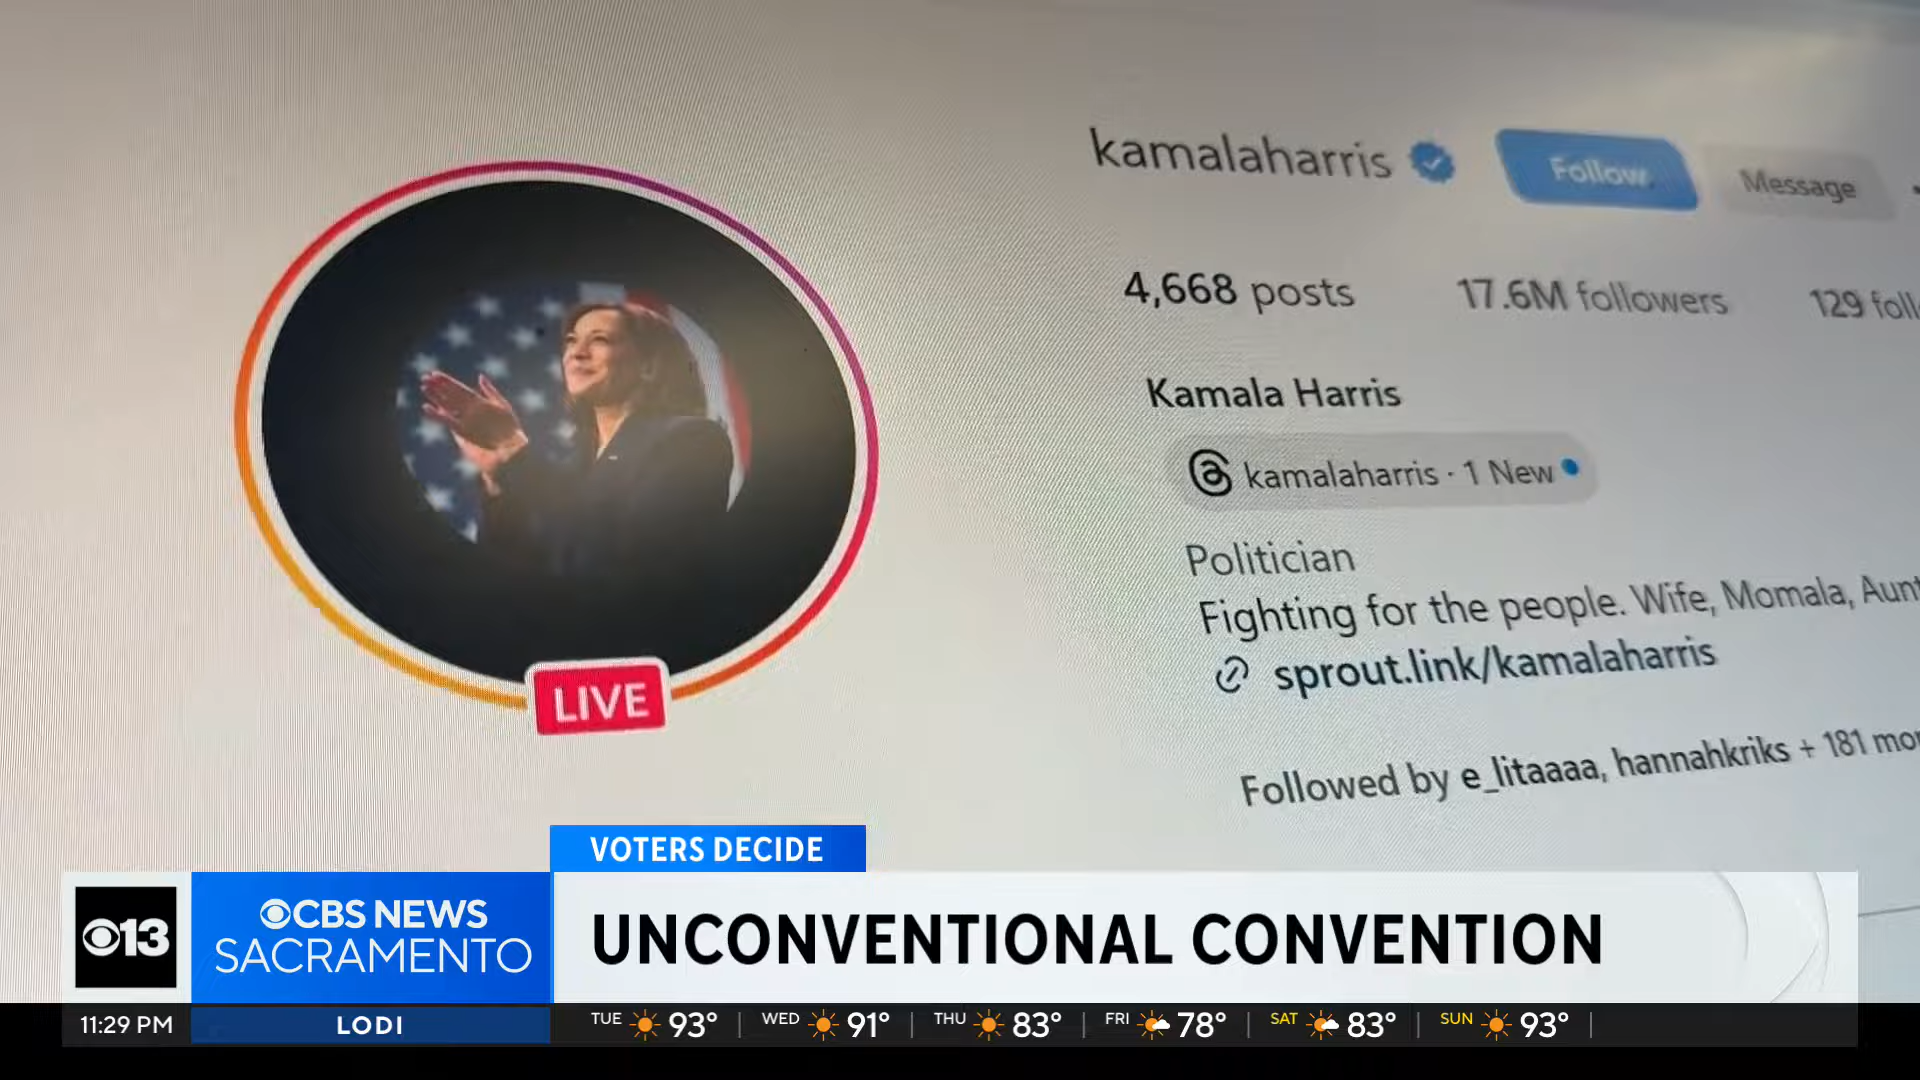 kamalaharris
Follow
Message
4,668 posts
17.6M followers
129
Kamala Harris
kamalaharris · 1 New
Politician
Fighting for the people. Wife, Momala,
sprout.link/kamalaharris
Followed by e_litaaaa, hannahkriks + 181
LIVE
VOTERS DECIDE
13
CBS NEWS
SACRAMENTO
UNCONVENTIONAL CONVENTION
11:29 PM
LODI
TUE 93° | WED 91° | THU 83° | FRI 78° | SAT 83° | SUN 93° |